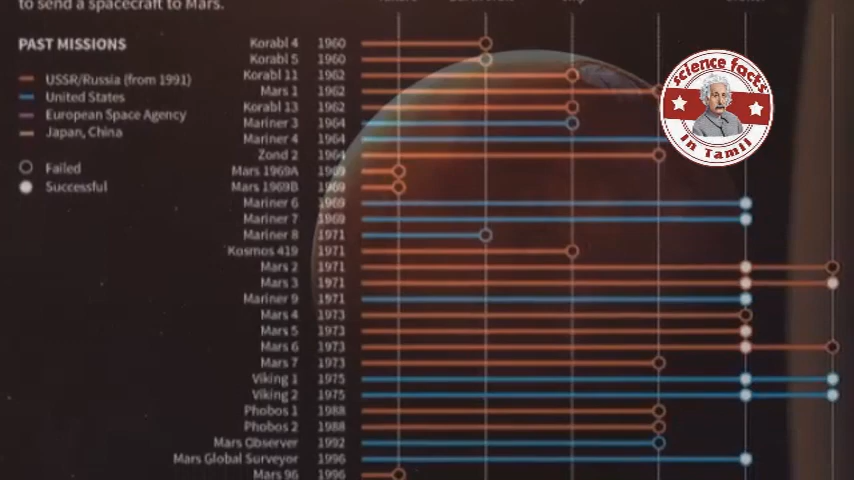 to send a spacecraft to Mars.
PAST MISSIONS
USSR/Russia (from 1991)
United States
European Space Agency
Japan, China
Failed
Successful
Korabl 4 1960
Korabl 5 1960
Korabl 11 1962
Mars 1 1962
Korabl 13 1962
Mariner 3 1964
Mariner 4 1964
Zond 2 1964
Mars 1969A 1969
Mars 1969B 1969
Mariner 6 1969
Mariner 7 1969
Mariner 8 1971
Kosmos 419 1971
Mars 2 1971
Mars 3 1971
Mariner 9 1971
Mars 4 1973
Mars 5 1973
Mars 6 1973
Mars 7 1973
Viking 1 1975
Viking 2 1975
Phobos 1 1988
Phobos 2 1988
Mars Observer 1992
Mars Global Surveyor 1996
Mars 96 1996
science facts
In Tamil